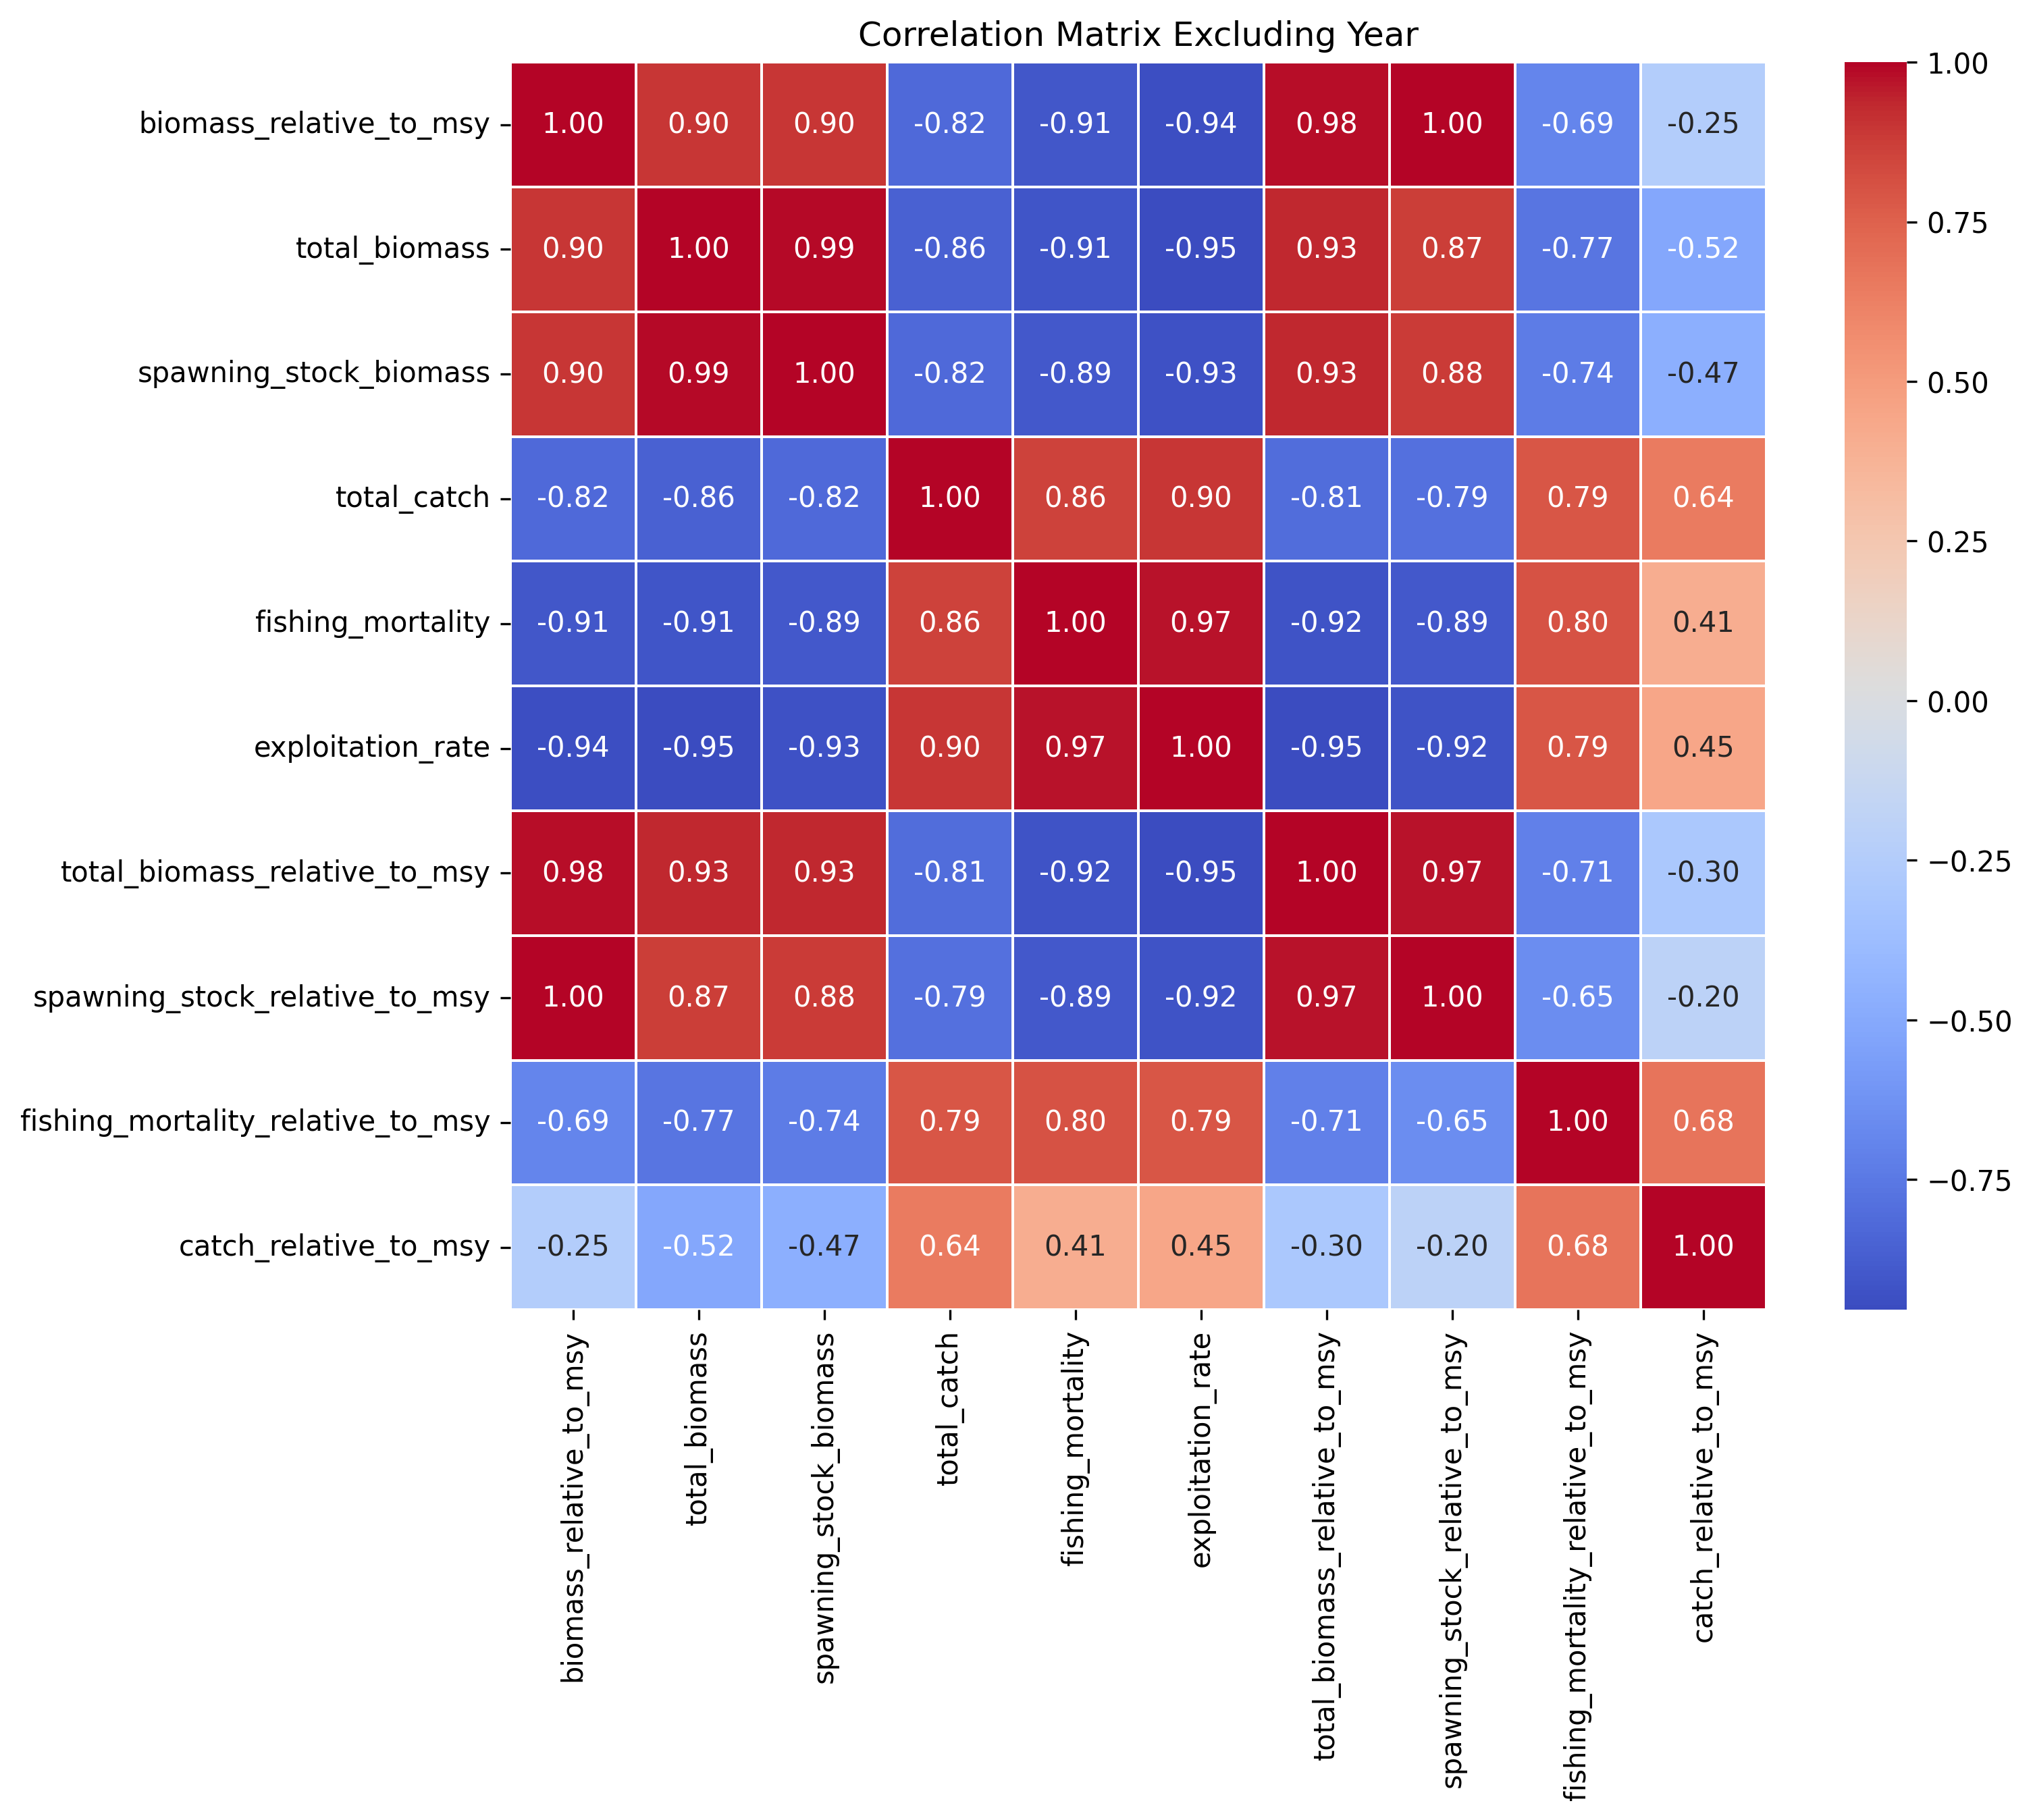 Correlation Matrix Excluding Year
biomass_relative_to_msy 1.00 0.90 0.90 -0.82 -0.91 -0.94 0.98 1.00 -0.69 -0.25
total_biomass 0.90 1.00 0.99 -0.86 -0.91 -0.95 0.93 0.87 -0.77 -0.52
spawning_stock_biomass 0.90 0.99 1.00 -0.82 -0.89 -0.93 0.93 0.88 -0.74 -0.47
total_catch -0.82 -0.86 -0.82 1.00 0.86 0.90 -0.81 -0.79 0.79 0.64
fishing_mortality -0.91 -0.91 -0.89 0.86 1.00 0.97 -0.92 -0.89 0.80 0.41
exploitation_rate -0.94 -0.95 -0.93 0.90 0.97 1.00 -0.95 -0.92 0.79 0.45
total_biomass_relative_to_msy 0.98 0.93 0.93 -0.81 -0.92 -0.95 1.00 0.97 -0.71 -0.30
spawning_stock_relative_to_msy 1.00 0.87 0.88 -0.79 -0.89 -0.92 0.97 1.00 -0.65 -0.20
fishing_mortality_relative_to_msy -0.69 -0.77 -0.74 0.79 0.80 0.79 -0.71 -0.65 1.00 0.68
catch_relative_to_msy -0.25 -0.52 -0.47 0.64 0.41 0.45 -0.30 -0.20 0.68 1.00
biomass_relative_to_msy
total_biomass
spawning_stock_biomass
total_catch
fishing_mortality
exploitation_rate
total_biomass_relative_to_msy
spawning_stock_relative_to_msy
fishing_mortality_relative_to_msy
catch_relative_to_msy
1.00
0.75
0.50
0.25
0.00
−0.25
−0.50
−0.75